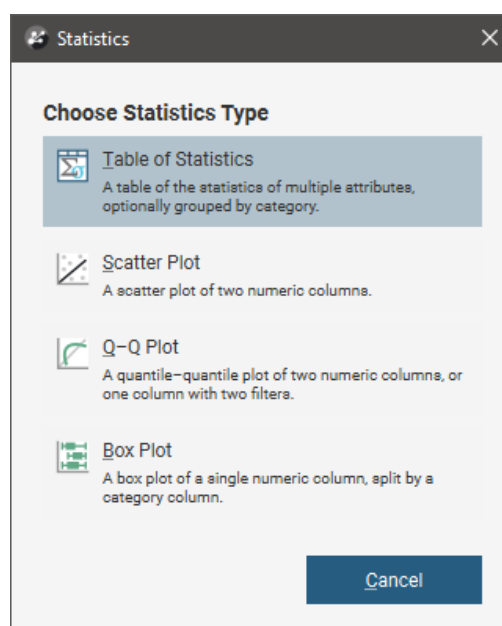 Statistics
Choose Statistics Type
Table of Statistics
A table of the statistics of multiple attributes,
optionally grouped by category.
Scatter Plot
A scatter plot of two numeric columns.
Q-Q Plot
A quantile-quantile plot of two numeric columns, or
one column with two filters.
Box Plot
A box plot of a single numeric column, split by a
category column.
Cancel